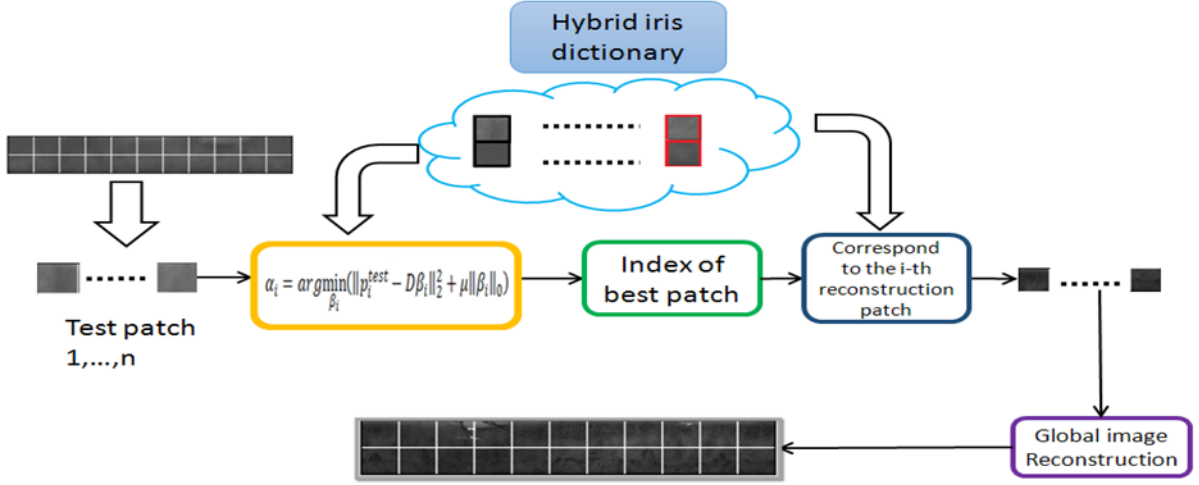 Hybrid iris
dictionary
Test patch
1,...,n
α_i = argmin_{β_i}(‖p_i^{test} − Dβ_i‖_2^2 + μ‖β_i‖_0)
Index of
best patch
Correspond
to the i-th
reconstruction
patch
Global image
Reconstruction